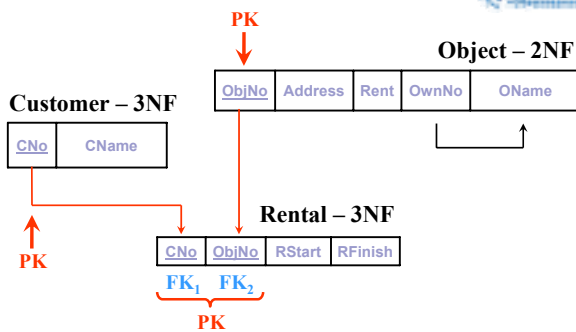 PK
Object – 2NF
ObjNo Address Rent OwnNo OName
Customer – 3NF
CNo CName
PK
Rental – 3NF
CNo ObjNo RStart RFinish
FK1 FK2
PK